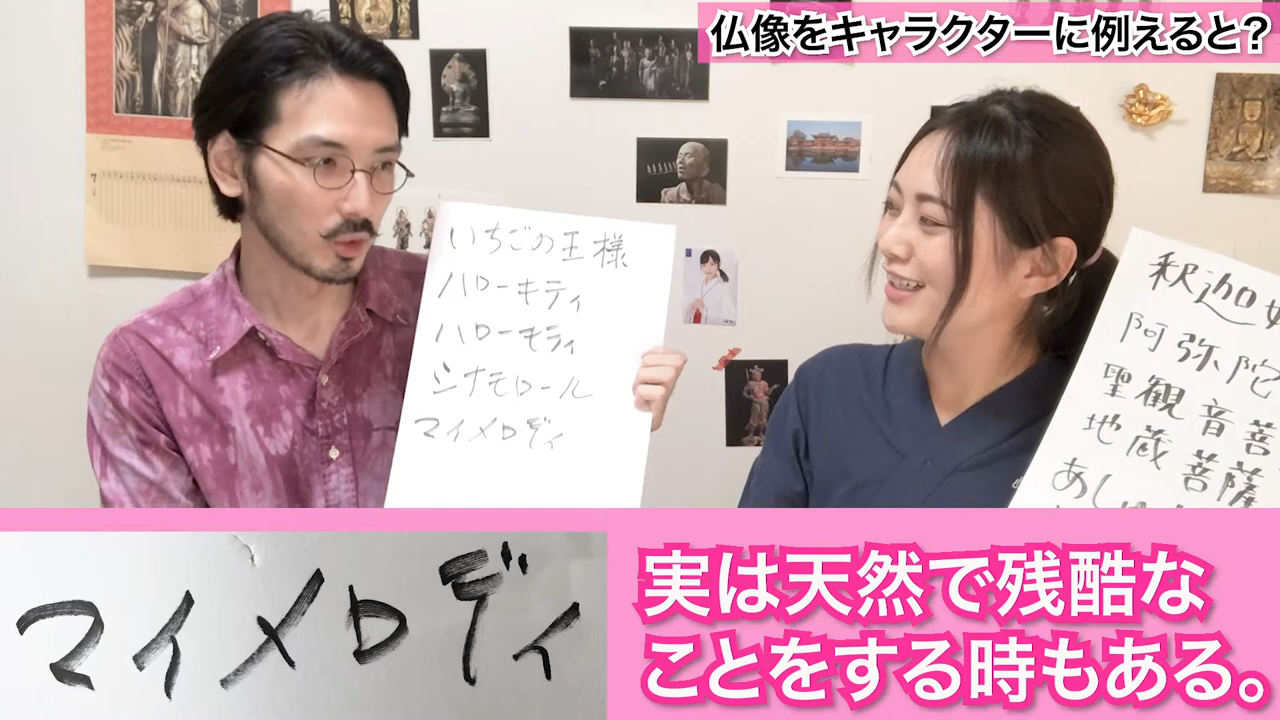 仏像をキャラクターに例えると?
いちごの王様
ハローキティ
ハローモティ
シナモロール
マイメロディ
釈迦如
阿弥陀
聖観音菩
地蔵菩薩
あし
マイメロディ
実は天然で残酷な
ことをする時もある。